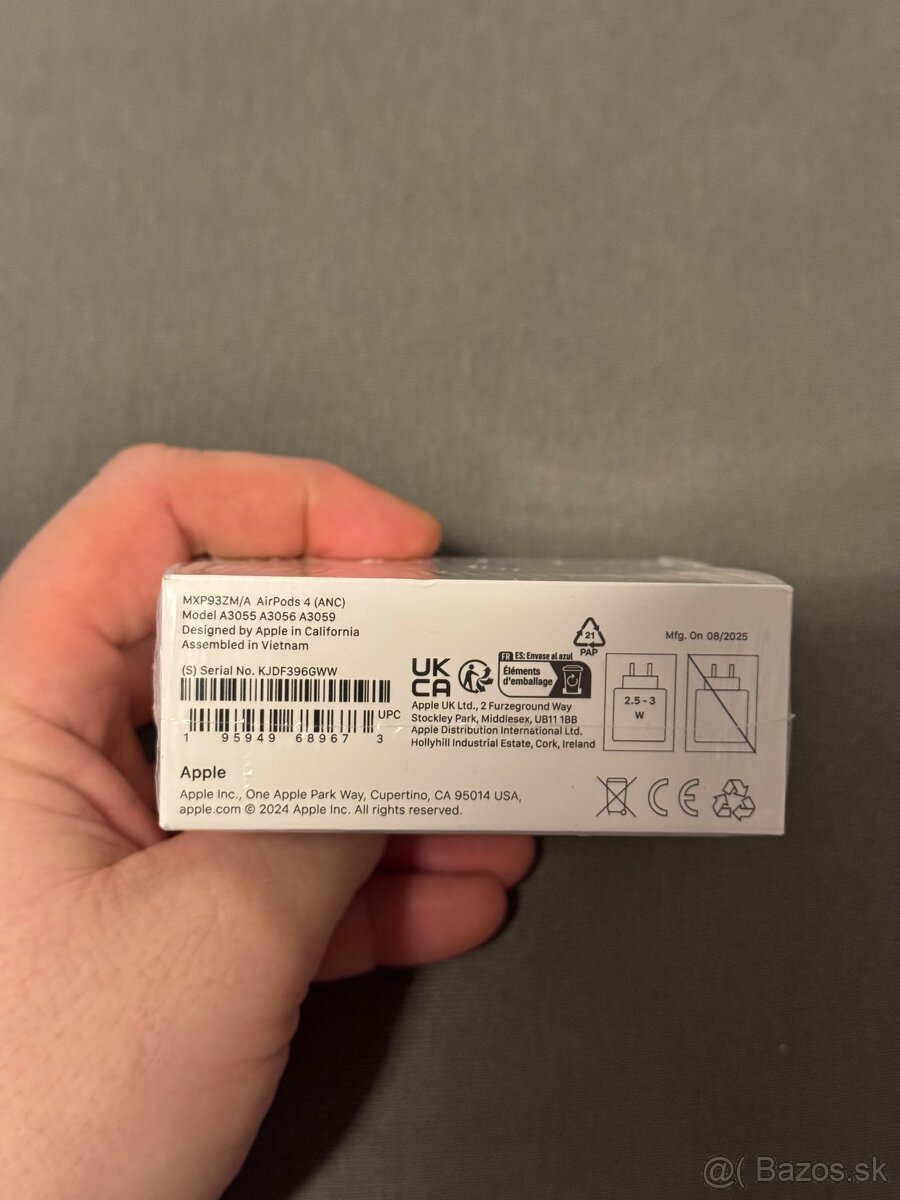 MXP93ZM/A AirPods 4 (ANC)
Model A3055 A3056 A3059
Designed by Apple in California
Assembled in Vietnam
(S) Serial No. KJDF396GWW
UPC
1 95949 68967 3
Apple
Apple Inc., One Apple Park Way, Cupertino, CA 95014 USA,
apple.com © 2024 Apple Inc. All rights reserved.
UK
CA
FR ES: Envase al azul
Éléments
d'emballage
21
PAP
Apple UK Ltd., 2 Furzeground Way
Stockley Park, Middlesex, UB11 1BB
Apple Distribution International Ltd.
Hollyhill Industrial Estate, Cork, Ireland
Mfg. On 08/2025
2.5 - 3
W
CE
@( Bazos.sk